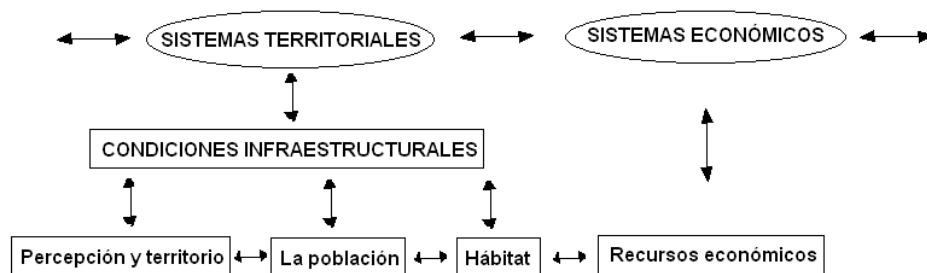 SISTEMAS TERRITORIALES
SISTEMAS ECONÓMICOS
CONDICIONES INFRAESTRUCTURALES
Percepción y territorio
La población
Hábitat
Recursos económicos